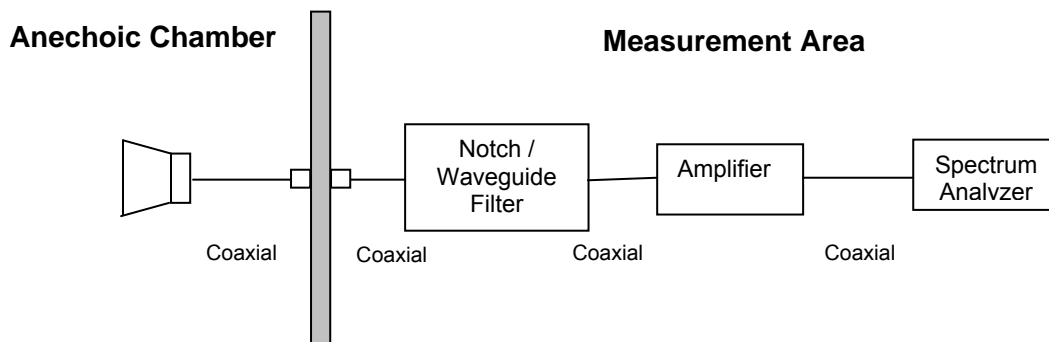 Anechoic Chamber
Measurement Area
Notch /
Waveguide
Filter
Amplifier
Spectrum
Analvzer
Coaxial
Coaxial
Coaxial
Coaxial